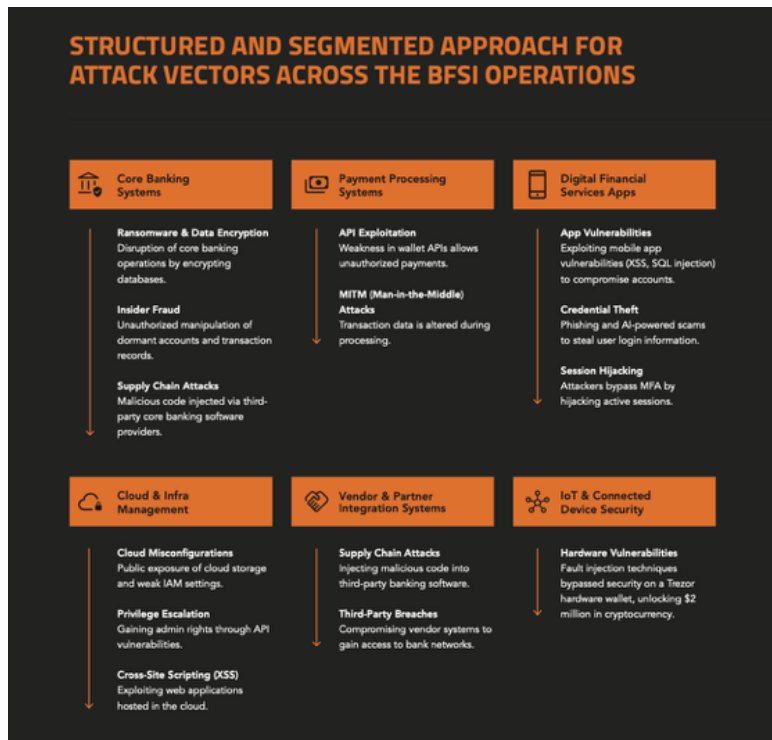 STRUCTURED AND SEGMENTED APPROACH FOR
ATTACK VECTORS ACROSS THE BFSI OPERATIONS
Core Banking
Systems
Ransomware & Data Encryption
Disruption of core banking
operations by encrypting
databases.
Insider Fraud
Unauthorized manipulation of
dormant accounts and transaction
records.
Supply Chain Attacks
Malicious code injected via third-
party core banking software
providers.
Payment Processing
Systems
API Exploitation
Weakness in wallet APIs allows
unauthorized payments.
MITM (Man-in-the-Middle)
Attacks
Transaction data is altered during
processing.
Digital Financial
Services Apps
App Vulnerabilities
Exploiting mobile app
vulnerabilities (XSS, SQL injection)
to compromise accounts.
Credential Theft
Phishing and AI-powered scams
to steal user login information.
Session Hijacking
Attackers bypass MFA by
hijacking active sessions.
Cloud & Infra
Management
Cloud Misconfigurations
Public exposure of cloud storage
and weak IAM settings.
Privilege Escalation
Gaining admin rights through API
vulnerabilities.
Cross-Site Scripting (XSS)
Exploiting web applications
hosted in the cloud.
Vendor & Partner
Integration Systems
Supply Chain Attacks
Injecting malicious code into
third-party banking software.
Third-Party Breaches
Compromising vendor systems to
gain access to bank networks.
IoT & Connected
Device Security
Hardware Vulnerabilities
Fault injection techniques
bypassed security on a Trezor
hardware wallet, unlocking $2
million in cryptocurrency.